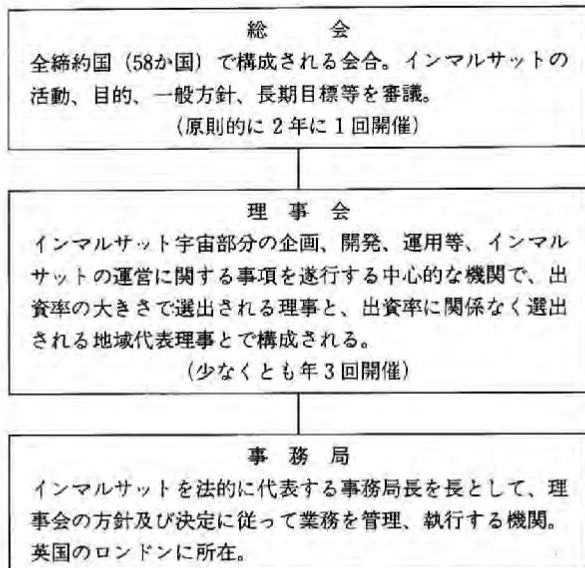 総会
全締約国（58か国）で構成される会合。インマルサットの
活動、目的、一般方針、長期目標等を審議。
（原則的に２年に１回開催）
理事会
インマルサット宇宙部分の企画、開発、運用等、インマル
サットの運営に関する事項を遂行する中心的な機関で、出
資率の大きさで選出される理事と、出資率に関係なく選出
される地域代表理事とで構成される。
（少なくとも年３回開催）
事務局
インマルサットを法的に代表する事務局長を長として、理
事会の方針及び決定に従って業務を管理、執行する機関。
英国のロンドンに所在。